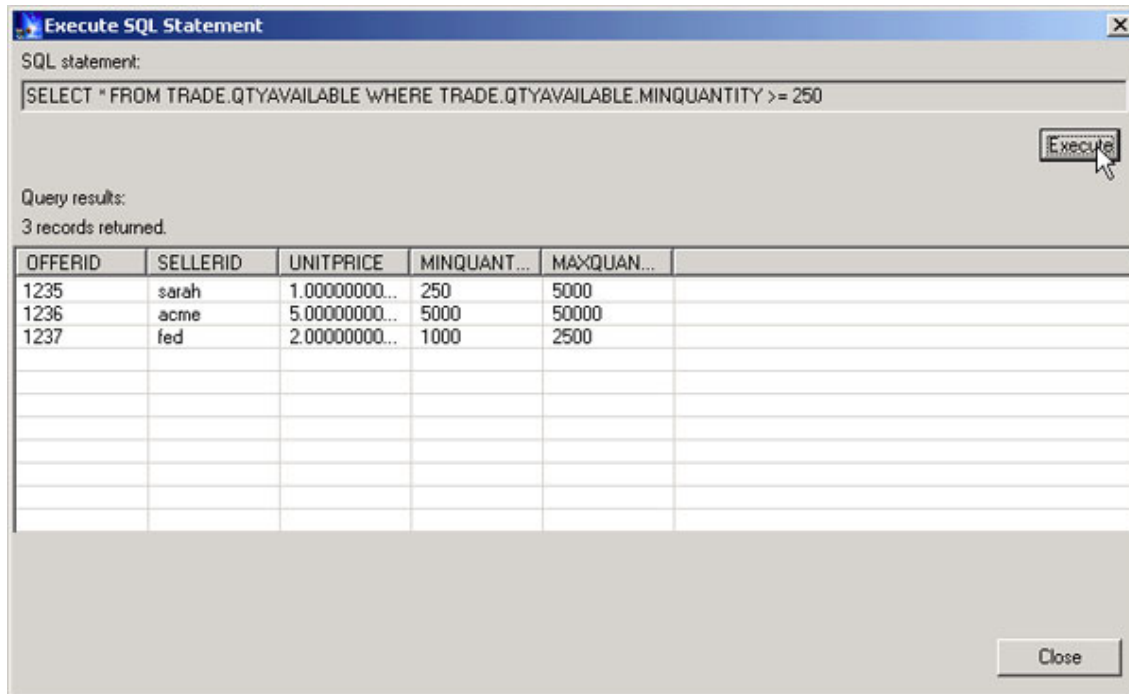 Execute SQL Statement
SQL statement:
SELECT * FROM TRADE.QTYAVAILABLE WHERE TRADE.QTYAVAILABLE.MINQUANTITY >= 250
Execute
Query results:
3 records returned.
OFFERID SELLERID UNITPRICE MINQUANT... MAXQUAN...
1235 sarah 1.00000000... 250 5000
1236 acme 5.00000000... 5000 50000
1237 fed 2.00000000... 1000 2500
Close